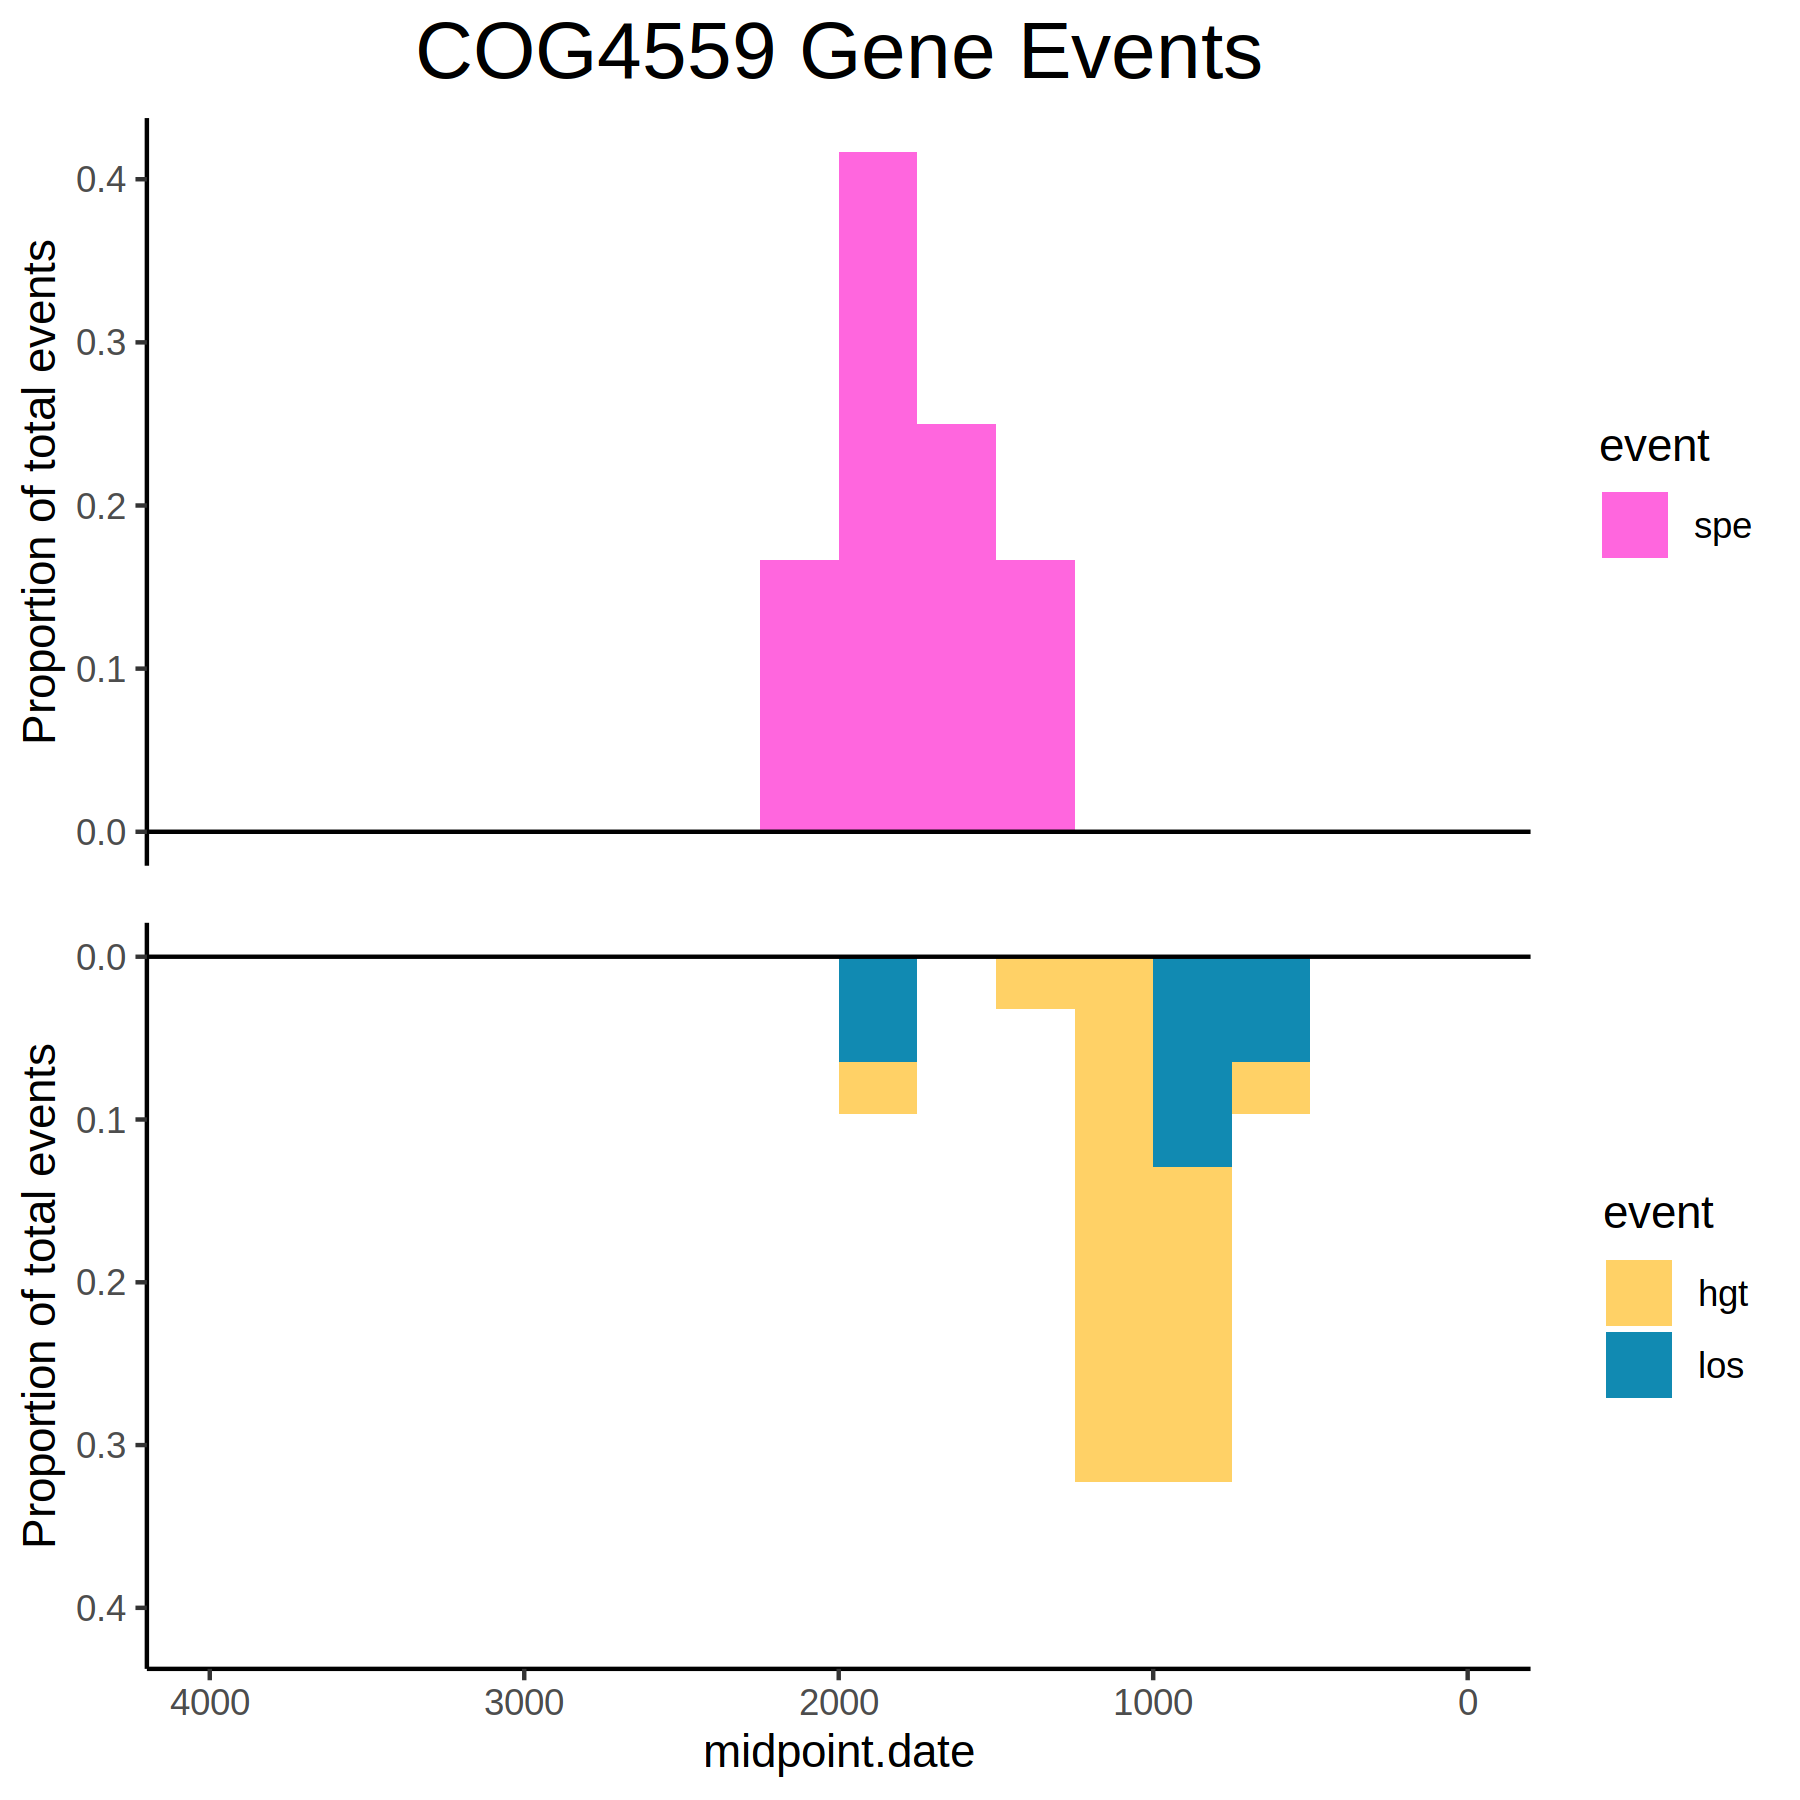 COG4559 Gene Events
Proportion of total events
0.4
0.3
0.2
0.1
0.0
event
spe
Proportion of total events
0.0
0.1
0.2
0.3
0.4
event
hgt
los
4000 3000 2000 1000 0
midpoint.date